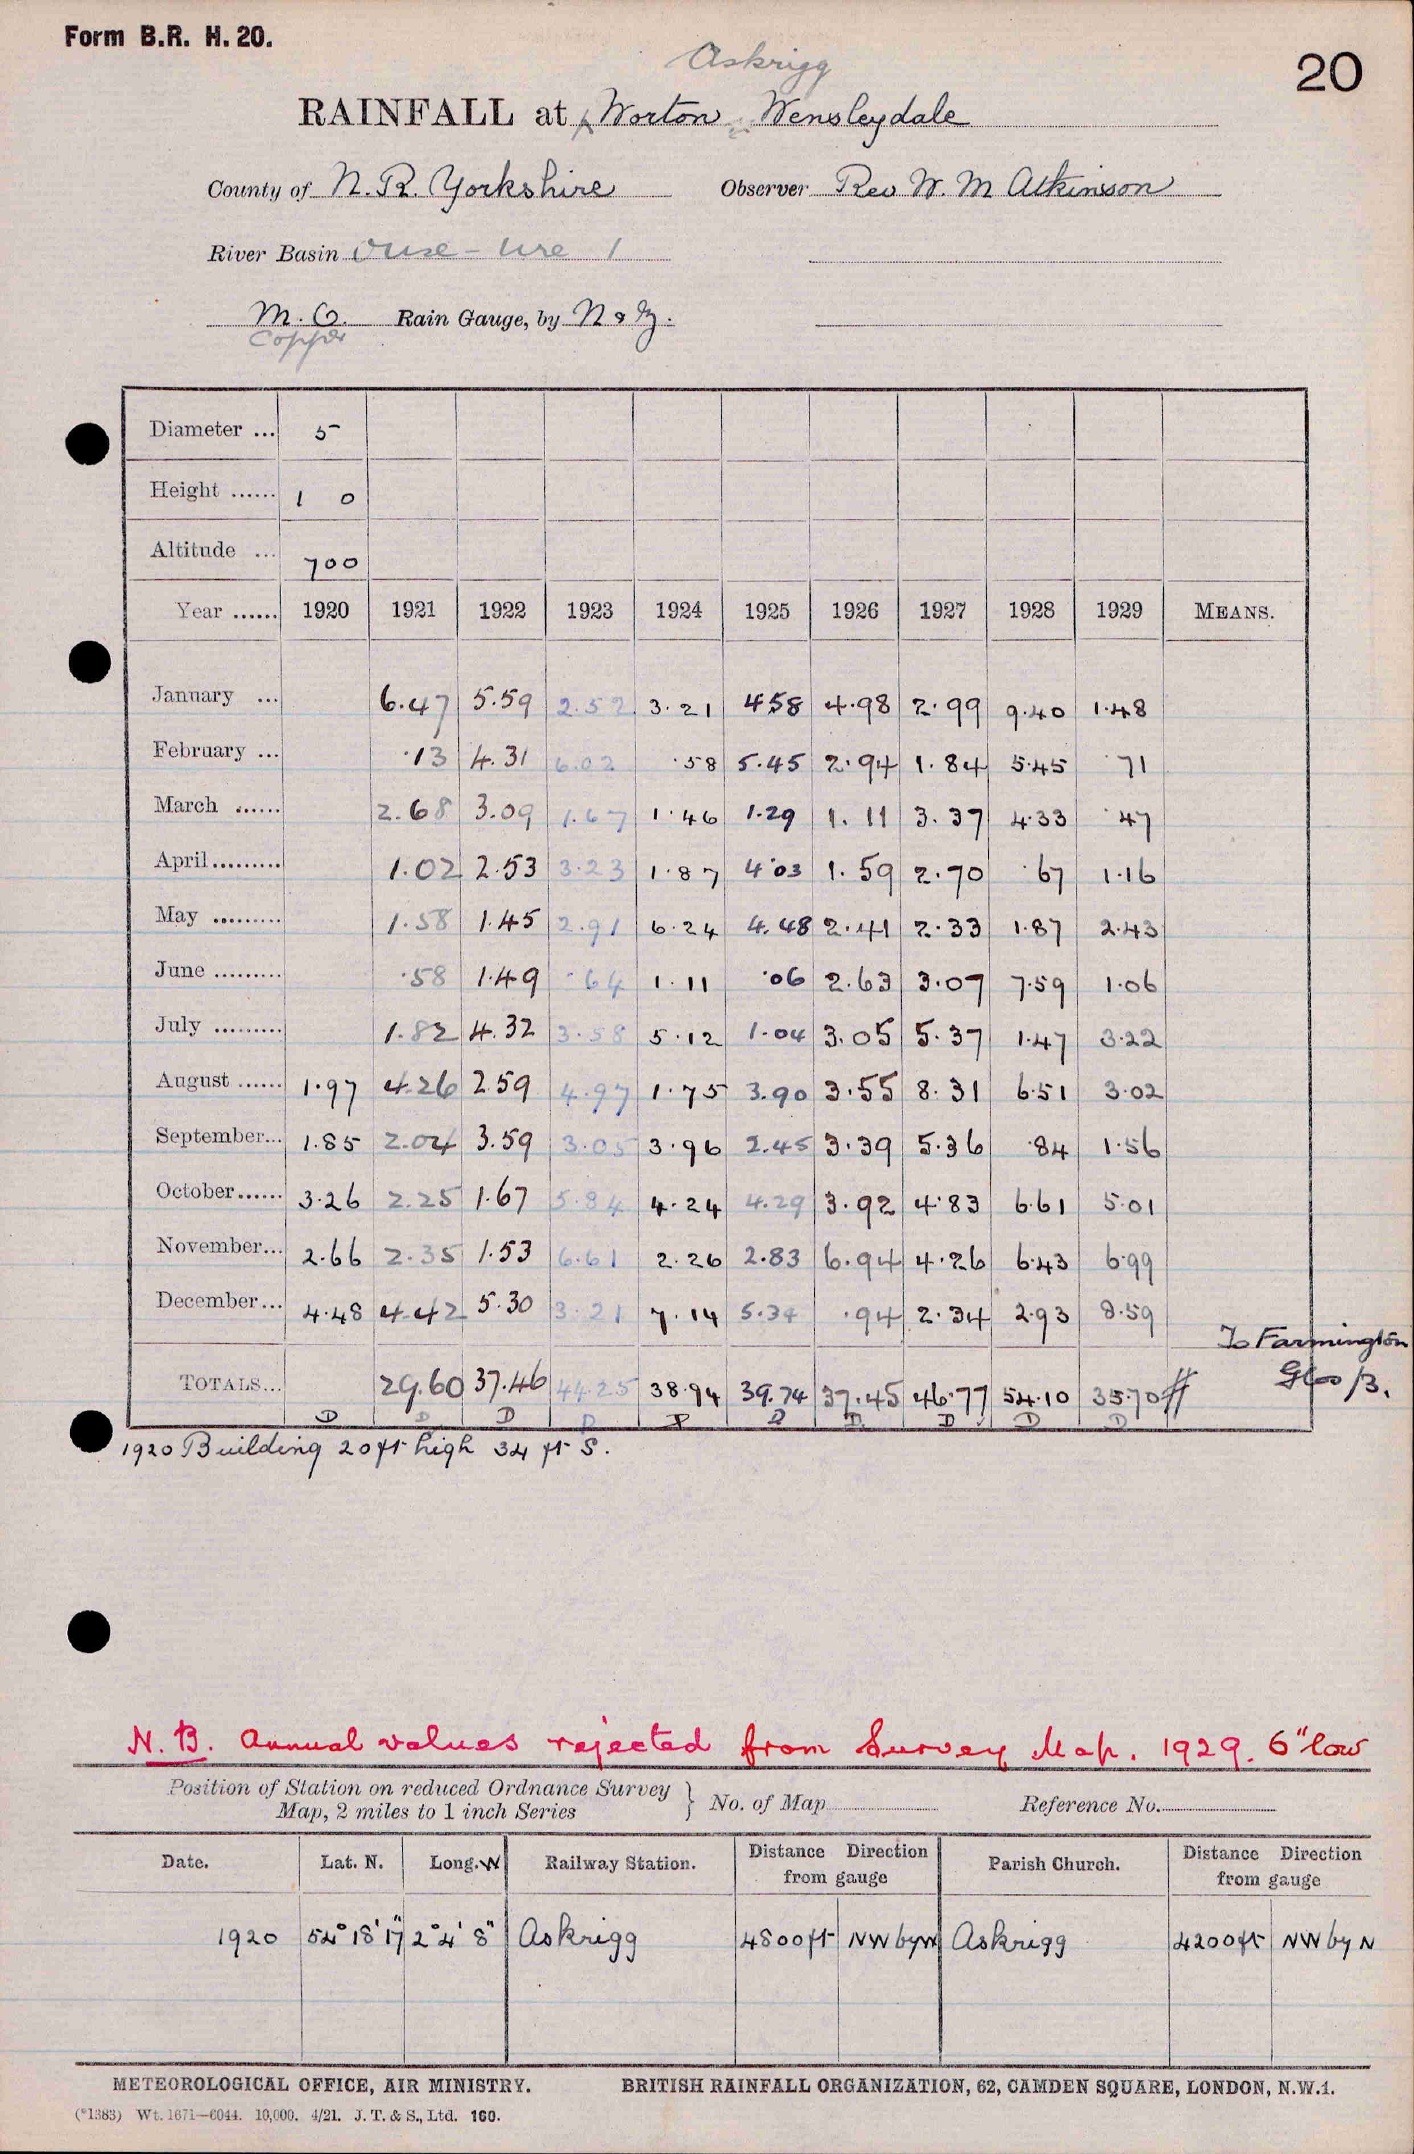 Form B.R. H. 20.
20
Askrigg
RAINFALL at Worton Wensleydale
County of N. R. Yorkshire Observer Rev W. M Atkinson
River Basin Ouse - Ure 1
M.O. Rain Gauge, by N & Z.
Copper
Diameter ... 5
Height ...... 1 0
Altitude ... 700
Year ...... 1920 1921 1922 1923 1924 1925 1926 1927 1928 1929 MEANS.
January ... 6.47 5.59 2.52 3.21 4.58 4.98 2.99 9.40 1.48
February ... .13 4.31 6.02 .58 5.45 2.94 1.84 5.45 .71
March ...... 2.68 3.09 1.67 1.46 1.29 1.11 3.37 4.33 .47
April ......... 1.02 2.53 3.23 1.87 4.03 1.59 2.70 .67 1.16
May ......... 1.58 1.45 2.91 6.24 4.48 2.41 2.33 1.87 2.43
June ......... .58 1.49 .64 1.11 .06 2.63 3.07 7.59 1.06
July ......... 1.82 4.32 3.58 5.12 1.04 3.05 5.37 1.47 3.22
August ...... 1.97 4.26 2.59 4.97 1.75 3.90 3.55 8.31 6.51 3.02
September... 1.85 2.04 3.59 3.05 3.96 2.45 3.39 5.36 .84 1.56
October...... 3.26 2.25 1.67 5.84 4.24 4.29 3.92 4.83 6.61 5.01
November... 2.66 2.35 1.53 6.61 2.26 2.83 6.94 4.26 6.43 6.99
December... 4.48 4.42 5.30 3.21 7.14 5.34 .94 2.34 2.93 8.59
To Farmington
Glos /3.
TOTALS... 29.60 37.46 44.25 38.94 39.74 37.45 46.77 54.10 35.70 //
D D D D D D D D D D
1920 Building 20 ft high 34 ft S.
N.B. Annual values rejected from Survey Map. 1929. 6" low
Position of Station on reduced Ordnance Survey Map, 2 miles to 1 inch Series } No. of Map Reference No.
Date. Lat. N. Long. W Railway Station. Distance Direction from gauge Parish Church. Distance Direction from gauge
1920 54° 18' 17" 2° 4' 8" Askrigg 4800 ft NW by W Askrigg 4200 ft NW by N
METEOROLOGICAL OFFICE, AIR MINISTRY. BRITISH RAINFALL ORGANIZATION, 62, CAMDEN SQUARE, LONDON, N.W.1.
(*1383) Wt. 1671—6044. 10,000. 4/21. J. T. & S., Ltd. 160.